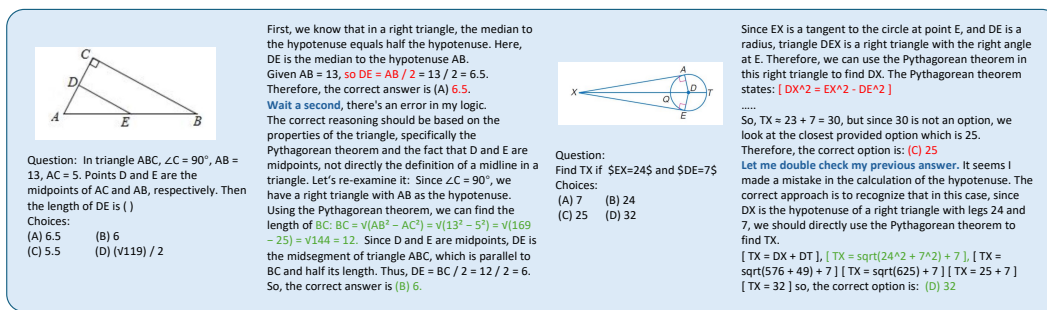 C
D
A
E
B
Question: In triangle ABC, ∠C = 90°, AB =
13, AC = 5. Points D and E are the
midpoints of AC and AB, respectively. Then
the length of DE is ( )
Choices:
(A) 6.5 (B) 6
(C) 5.5 (D) (√119) / 2
First, we know that in a right triangle, the median to
the hypotenuse equals half the hypotenuse. Here,
DE is the median to the hypotenuse AB.
Given AB = 13, so DE = AB / 2 = 13 / 2 = 6.5.
Therefore, the correct answer is (A) 6.5.
Wait a second, there's an error in my logic.
The correct reasoning should be based on the
properties of the triangle, specifically the
Pythagorean theorem and the fact that D and E are
midpoints, not directly the definition of a midline in a
triangle. Let's re-examine it: Since ∠C = 90°, we
have a right triangle with AB as the hypotenuse.
Using the Pythagorean theorem, we can find the
length of BC: BC = √(AB² − AC²) = √(13² − 5²) = √(169
− 25) = √144 = 12. Since D and E are midpoints, DE is
the midsegment of triangle ABC, which is parallel to
BC and half its length. Thus, DE = BC / 2 = 12 / 2 = 6.
So, the correct answer is (B) 6.
A
X
D
T
Q
E
Question:
Find TX if $EX=24$ and $DE=7$
Choices:
(A) 7 (B) 24
(C) 25 (D) 32
Since EX is a tangent to the circle at point E, and DE is a
radius, triangle DEX is a right triangle with the right angle
at E. Therefore, we can use the Pythagorean theorem in
this right triangle to find DX. The Pythagorean theorem
states: [ DX^2 = EX^2 - DE^2 ]
.....
So, TX ≈ 23 + 7 = 30, but since 30 is not an option, we
look at the closest provided option which is 25.
Therefore, the correct option is: (C) 25
Let me double check my previous answer. It seems I
made a mistake in the calculation of the hypotenuse. The
correct approach is to recognize that in this case, since
DX is the hypotenuse of a right triangle with legs 24 and
7, we should directly use the Pythagorean theorem to
find TX.
[ TX = DX + DT ], [ TX = sqrt(24^2 + 7^2) + 7 ], [ TX =
sqrt(576 + 49) + 7 ] [ TX = sqrt(625) + 7 ] [ TX = 25 + 7 ]
[ TX = 32 ] so, the correct option is: (D) 32